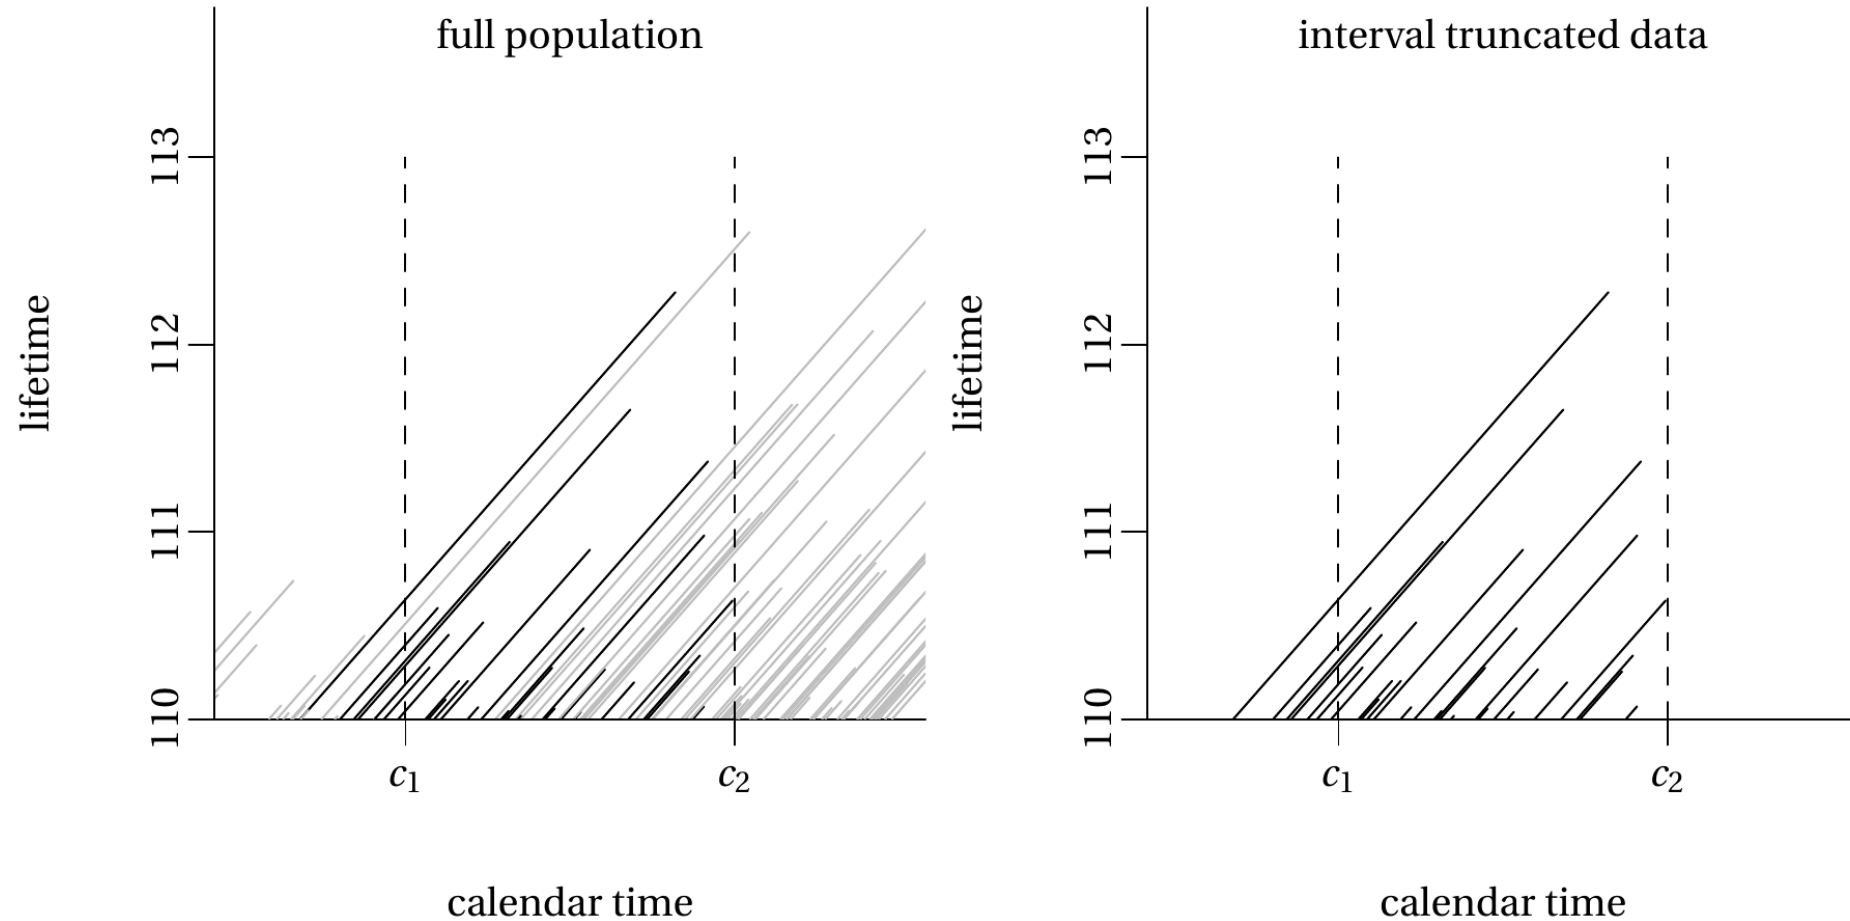 full population
113
112
111
110
lifetime
c1
c2
calendar time
interval truncated data
113
112
111
110
lifetime
c1
c2
calendar time